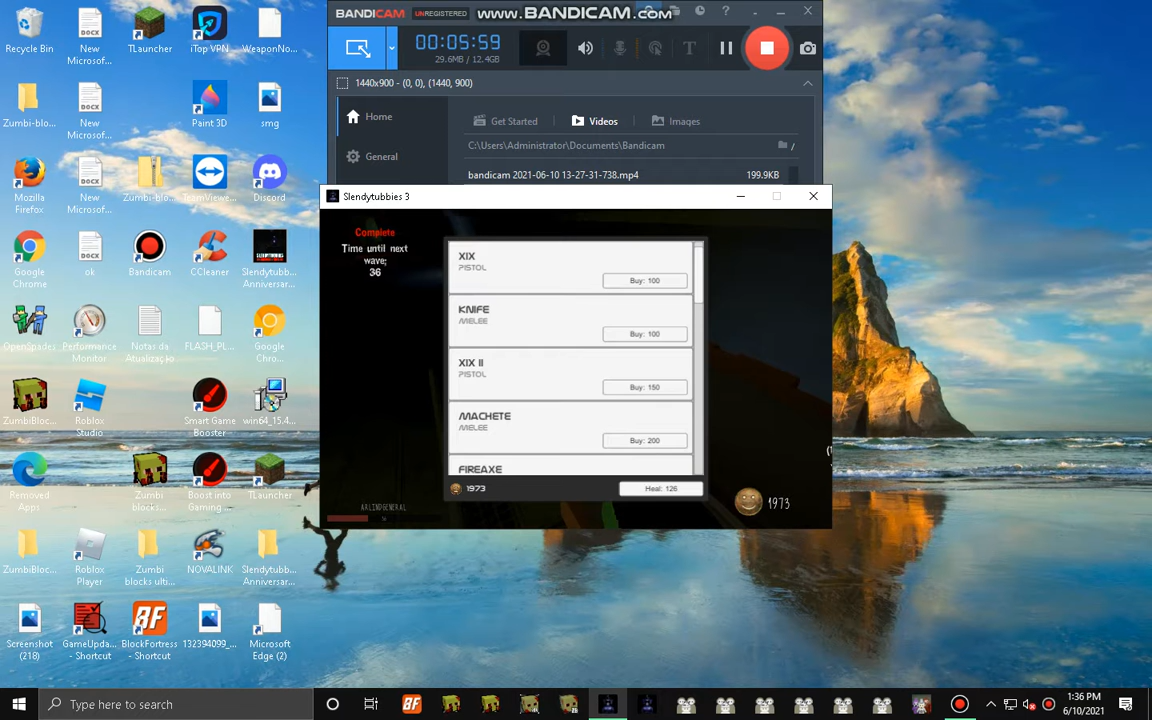 Recycle Bin
New Microsof...
TLauncher
iTop VPN
WeaponNo...
Zumbi-blo...
New Microsof...
Paint 3D
smg
Mozilla Firefox
New Microsof...
Zumbi-blo...
TeamViewe...
Discord
Google Chrome
ok
Bandicam
CCleaner
Slendytubb... Anniversar...
OpenSpades
Performance Monitor
Notas da Atualização
FLASH_PL...
Google Chro...
ZumbiBloc...
Roblox Studio
Smart Game Booster
win64_15.4...
Removed Apps
Zumbi blocks...
Boost into Gaming ...
TLauncher
ZumbiBloc...
Roblox Player
Zumbi blocks ulti...
NOVALINK
Slendytubb... Anniversar...
Screenshot (218)
GameUpda... - Shortcut
BlockFortress - Shortcut
132394099_...
Microsoft Edge (2)
BANDICAM UNREGISTERED
www.BANDICAM.com
00:05:59
29.6MB / 12.4GB
1440x900 - (0, 0), (1440, 900)
Home
General
Get Started
Videos
Images
C:\Users\Administrator\Documents\Bandicam
bandicam 2021-06-10 13-27-31-738.mp4 199.9KB
Slendytubbies 3
Complete
Time until next
wave;
36
XIX
PISTOL
Buy: 100
KNIFE
MELEE
Buy: 100
XIX II
PISTOL
Buy: 150
MACHETE
MELEE
Buy: 200
FIREAXE
1973
Heal: 126
AALINDGENERAL
1973
Type here to search
BF
1:36 PM
6/10/2021